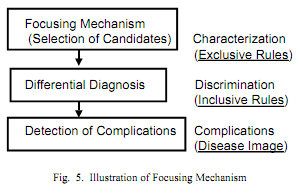 Focusing Mechanism
(Selection of Candidates)
Characterization
(Exclusive Rules)
Differential Diagnosis
Discrimination
(Inclusive Rules)
Detection of Complications
Complications
(Disease Image)
Fig. 5. Illustration of Focusing Mechanism